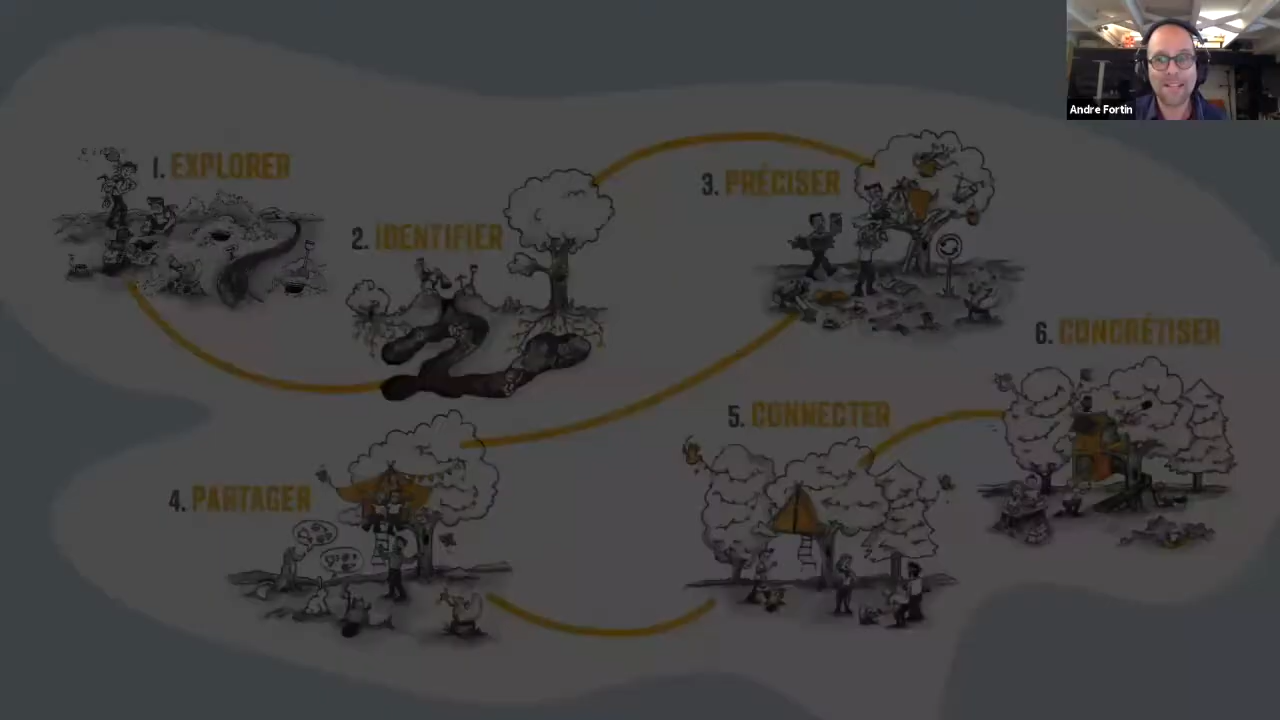 Andre Fortin
1. EXPLORER
2. IDENTIFIER
3. PRÉCISER
4. PARTAGER
5. CONNECTER
6. CONCRÉTISER